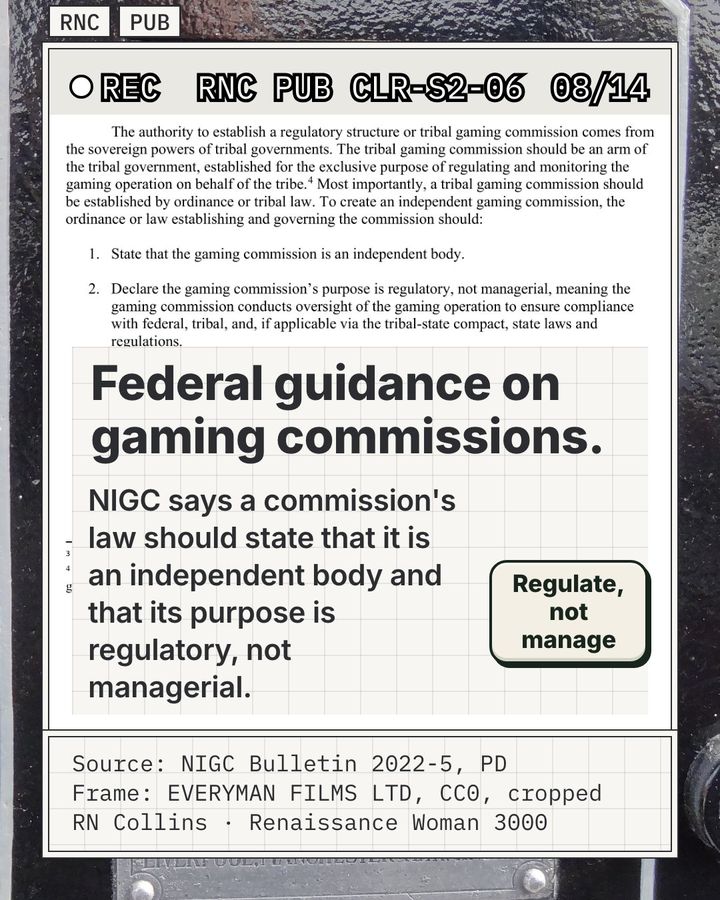 RNC PUB
REC RNC PUB CLR-S2-06 08/14
The authority to establish a regulatory structure or tribal gaming commission comes from
the sovereign powers of tribal governments. The tribal gaming commission should be an arm of
the tribal government, established for the exclusive purpose of regulating and monitoring the
gaming operation on behalf of the tribe.⁴ Most importantly, a tribal gaming commission should
be established by ordinance or tribal law. To create an independent gaming commission, the
ordinance or law establishing and governing the commission should:
1. State that the gaming commission is an independent body.
2. Declare the gaming commission’s purpose is regulatory, not managerial, meaning the
gaming commission conducts oversight of the gaming operation to ensure compliance
with federal, tribal, and, if applicable via the tribal-state compact, state laws and
regulations.
Federal guidance on
gaming commissions.
NIGC says a commission's
law should state that it is
an independent body and
that its purpose is
regulatory, not
managerial.
3
4
g
Regulate,
not
manage
Source: NIGC Bulletin 2022-5, PD
Frame: EVERYMAN FILMS LTD, CC0, cropped
RN Collins · Renaissance Woman 3000